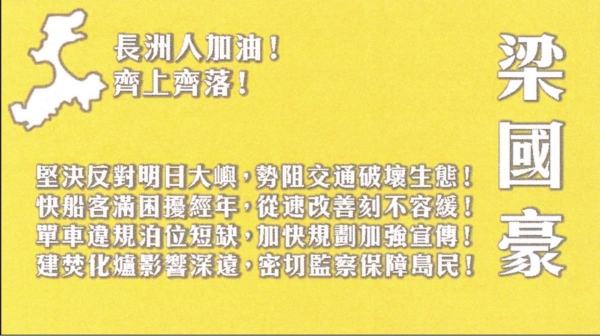 長洲人加油！
齊上齊落！
梁國豪
堅決反對明日大嶼，勢阻交通破壞生態！
快船客滿困擾經年，從速改善刻不容緩！
單車違規泊位短缺，加快規劃加強宣傳！
建焚化爐影響深遠，密切監察保障島民！